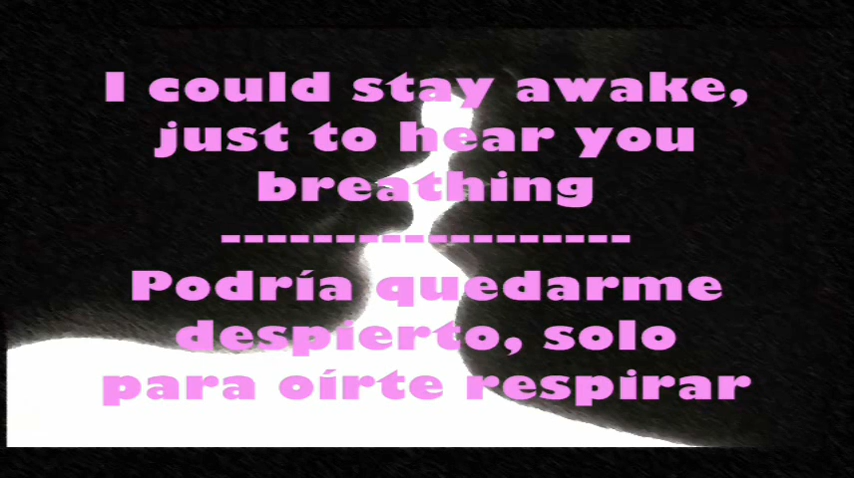 I could stay awake,
just to hear you
breathing
------------------
Podría quedarme
despierto, solo
para oírte respirar